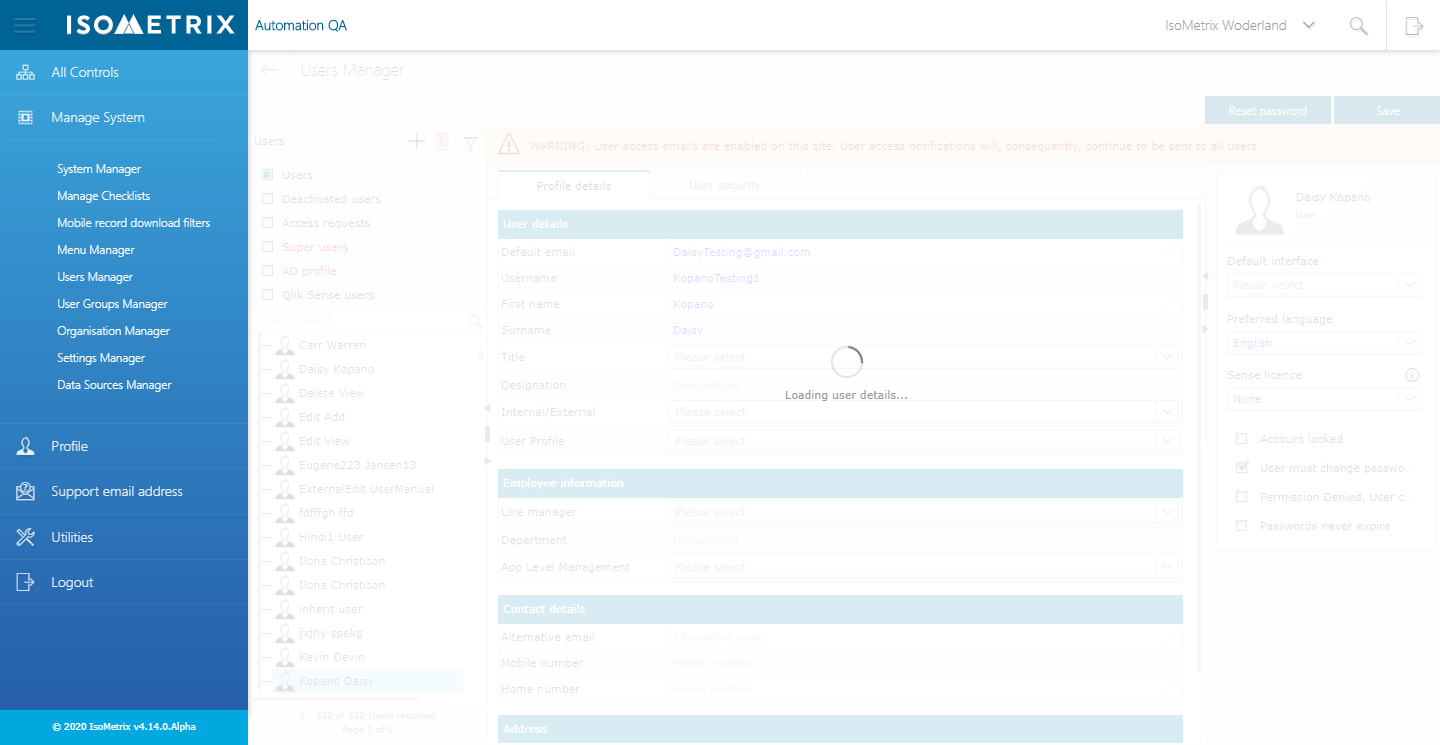 ISOMETRIX
Automation QA
IsoMetrix Woderland
All Controls
Manage System
System Manager
Manage Checklists
Mobile record download filters
Menu Manager
Users Manager
User Groups Manager
Organisation Manager
Settings Manager
Data Sources Manager
Profile
Support email address
Utilities
Logout
© 2020 IsoMetrix v4.14.0.Alpha
Users Manager
Reset password
Save
Users
Users
Deactivated users
Access requests
Super users
AD profile
Qlik Sense users
Type to search
Carr Warren
Daisy Kopano
Delete View
Edit Add
Edit View
Eugene223 Jansen13
ExternalEdit UserManual
fdfffgh ffd
Hindi1 User
Ilona Christison
Ilona Christison
inherit user
jxjhy spekg
Kevin Devin
Kopano Daisy
1 - 332 of 332 Users returned
Page 1 of 1
WARNING: User access emails are enabled on this site. User access notifications will, consequently, continue to be sent to all users
Profile details
User security
User details
Default email DaisyTesting@gmail.com
Username KopanoTesting1
First name Kopano
Surname Daisy
Title Please select
Designation Designation
Internal/External Please select
User Profile Please select
Loading user details...
Employee information
Line manager Please select
Department Department
App Level Management Please select
Contact details
Alternative email Alternative email
Mobile number Mobile number
Home number Home number
Address
Daisy Kopano
User
Default interface
Please select
Preferred language
English
Sense licence
None
Account locked
User must change passwo...
Permission Denied. User c...
Passwords never expire